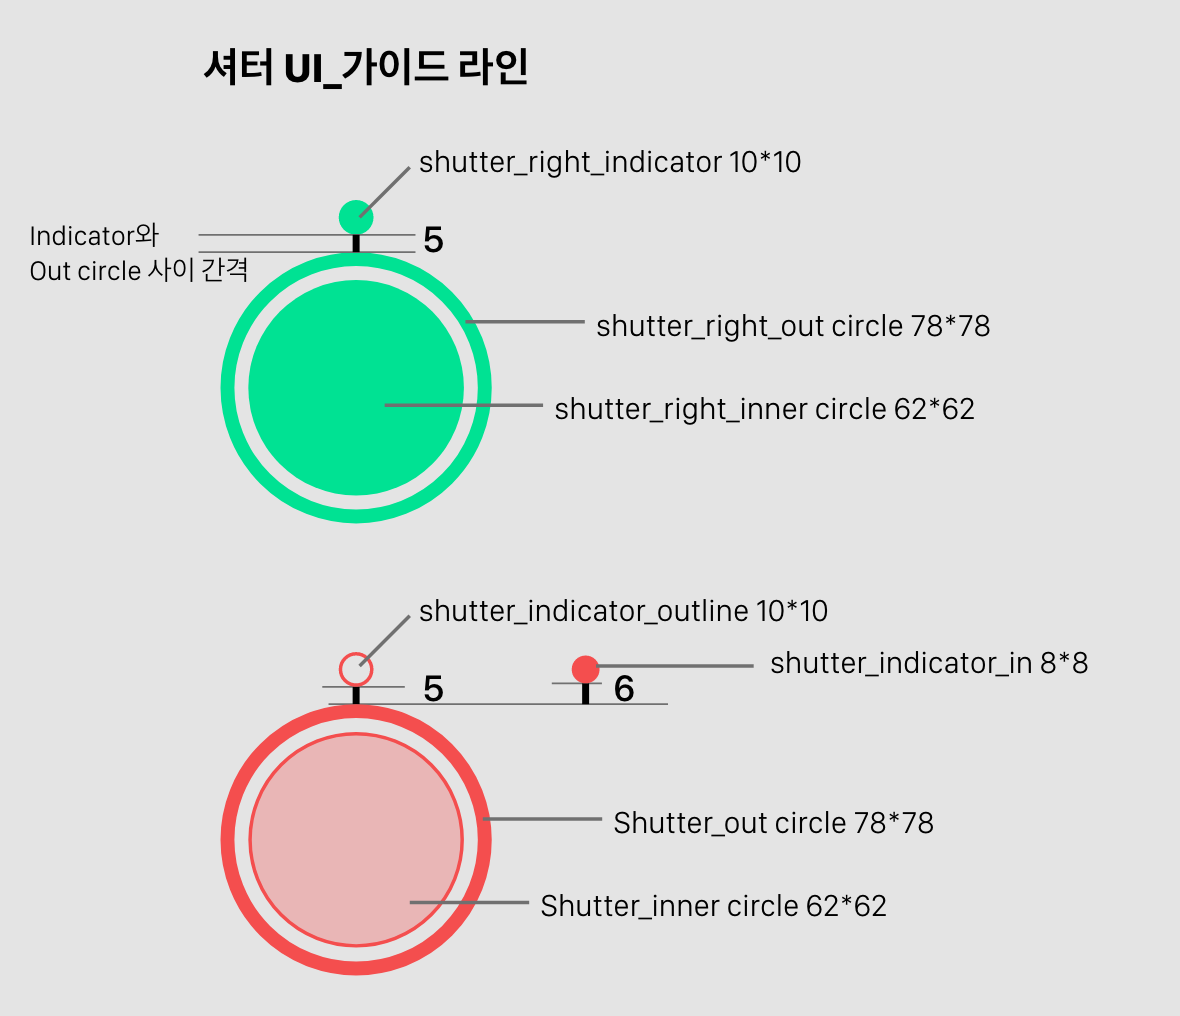 셔터 UI_가이드 라인
shutter_right_indicator 10*10
Indicator와
Out circle 사이 간격
5
shutter_right_out circle 78*78
shutter_right_inner circle 62*62
shutter_indicator_outline 10*10
shutter_indicator_in 8*8
5
6
Shutter_out circle 78*78
Shutter_inner circle 62*62